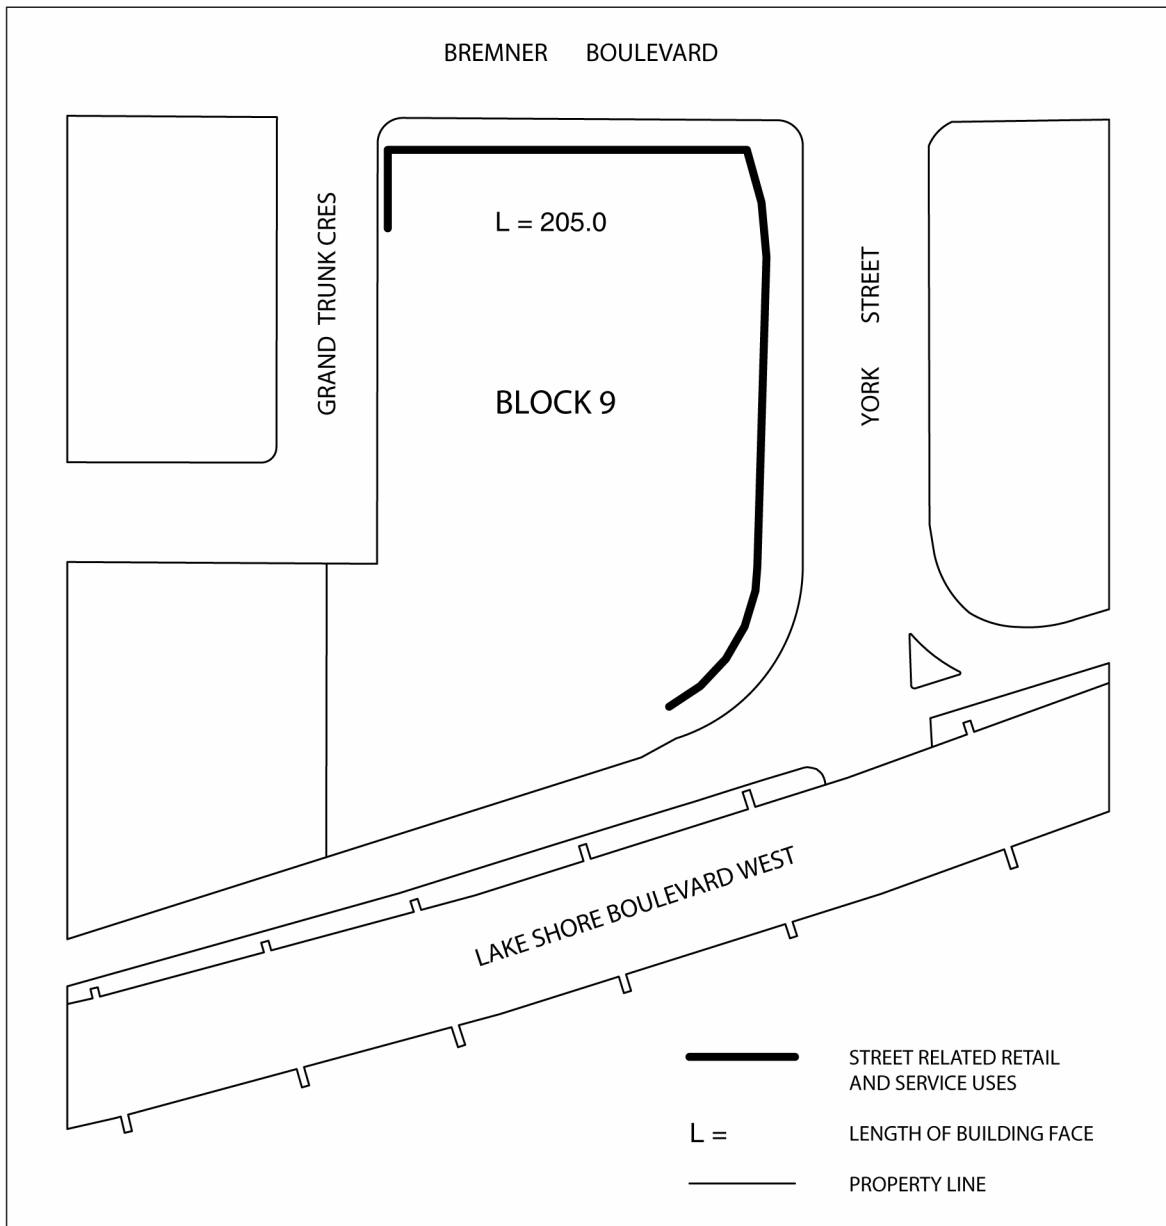 BREMNER BOULEVARD
GRAND TRUNK CRES
L = 205.0
YORK STREET
BLOCK 9
LAKE SHORE BOULEVARD WEST
STREET RELATED RETAIL
AND SERVICE USES
L =
LENGTH OF BUILDING FACE
PROPERTY LINE